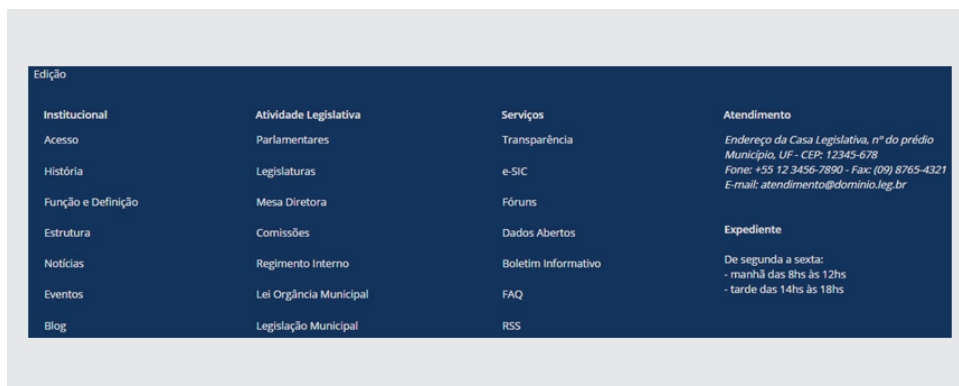 Edição
Institucional
Acesso
História
Função e Definição
Estrutura
Notícias
Eventos
Blog
Atividade Legislativa
Parlamentares
Legislaturas
Mesa Diretora
Comissões
Regimento Interno
Lei Orgância Municipal
Legislação Municipal
Serviços
Transparência
e-SIC
Fóruns
Dados Abertos
Boletim Informativo
FAQ
RSS
Atendimento
Endereço da Casa Legislativa, nº do prédio
Município, UF - CEP: 12345-678
Fone: +55 12 3456-7890 - Fax: (09) 8765-4321
E-mail: atendimento@dominio.leg.br
Expediente
De segunda a sexta:
- manhã das 8hs às 12hs
- tarde das 14hs às 18hs